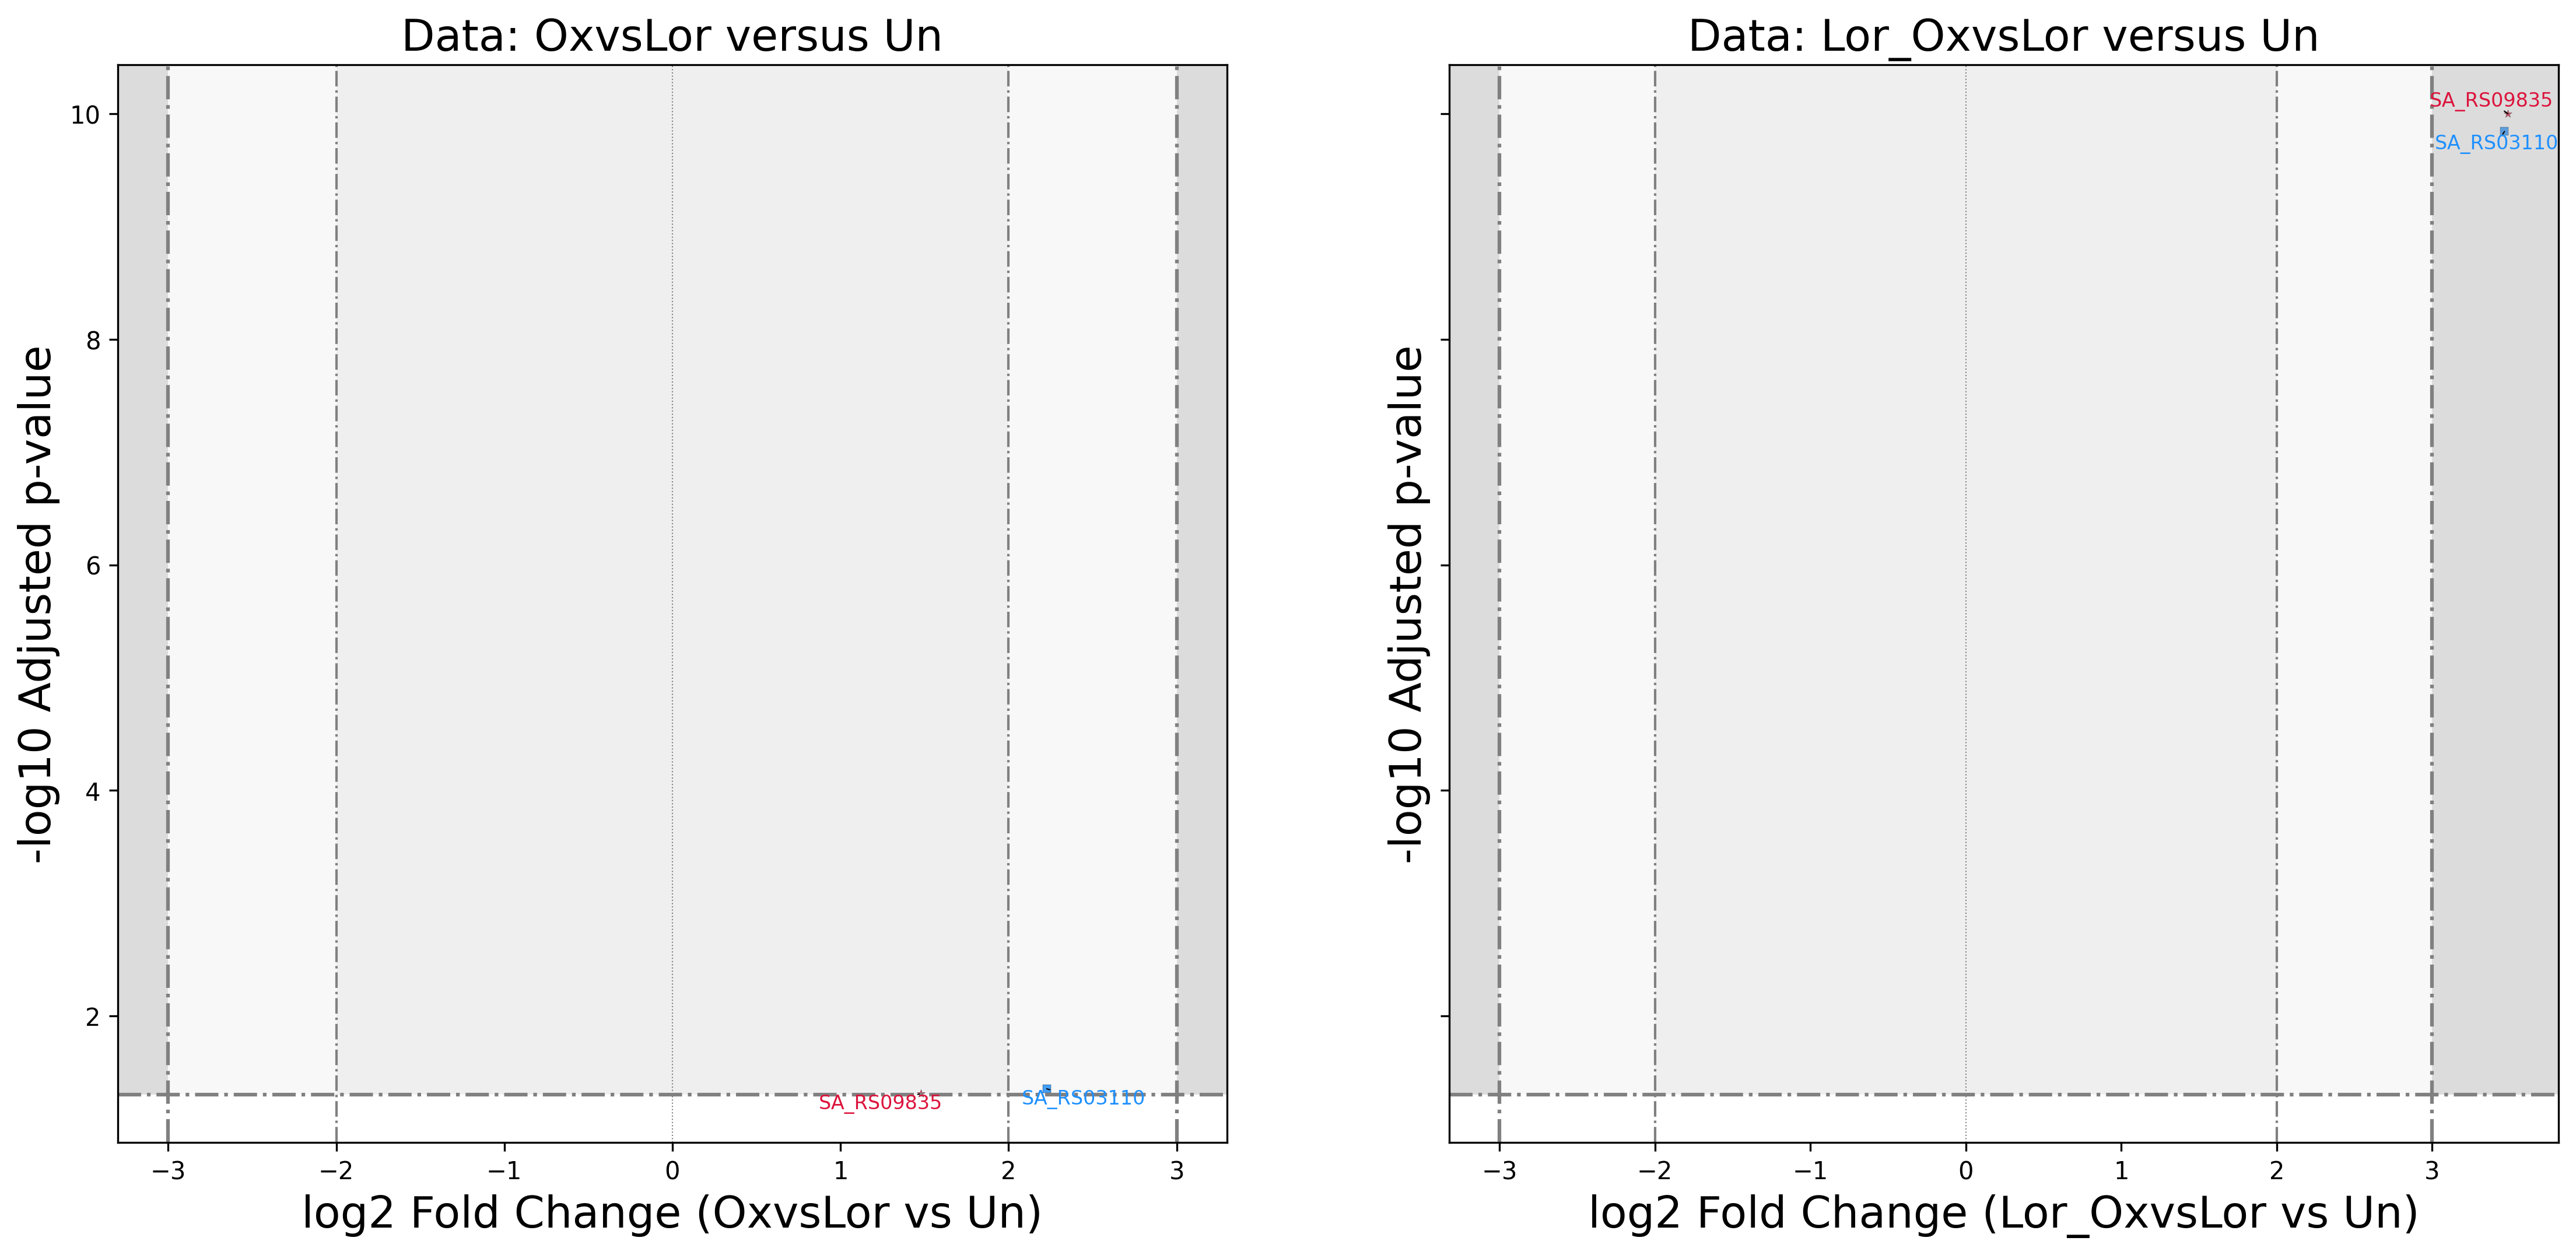 Data: OxvsLor versus Un
-log10 Adjusted p-value
10
8
6
4
2
SA_RS09835
SA_RS03110
−3 −2 −1 0 1 2 3
log2 Fold Change (OxvsLor vs Un)
Data: Lor_OxvsLor versus Un
-log10 Adjusted p-value
SA_RS09835
SA_RS03110
−3 −2 −1 0 1 2 3
log2 Fold Change (Lor_OxvsLor vs Un)